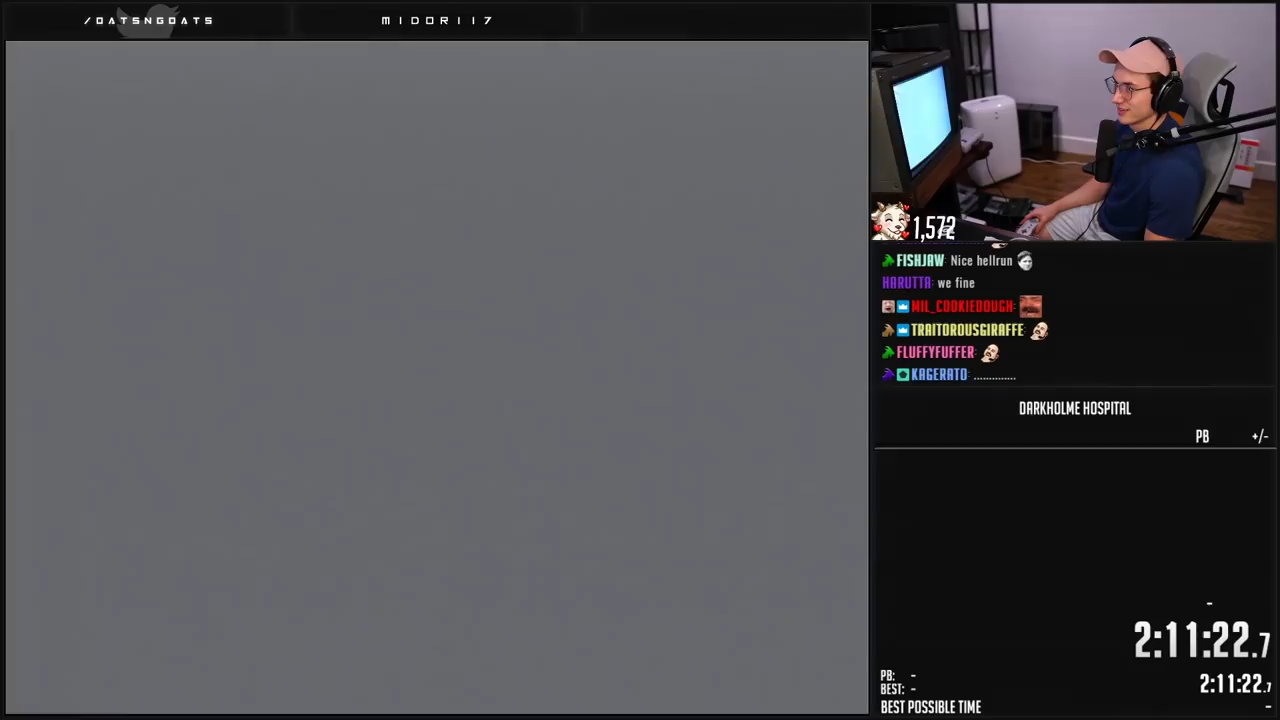 /OATSNGOATS
MIDORII7
1,572
FISHJAW: Nice hellrun
HARUTTA: we fine
MIL_COOKIEDOUGH:
TRAITOROUSGIRAFFE:
FLUFFYFUFFER:
KAGERATO: .............
DARKHOLME HOSPITAL
PB +/-
-
2:11:22.7
PB: -
BEST: -
2:11:22.7
BEST POSSIBLE TIME -